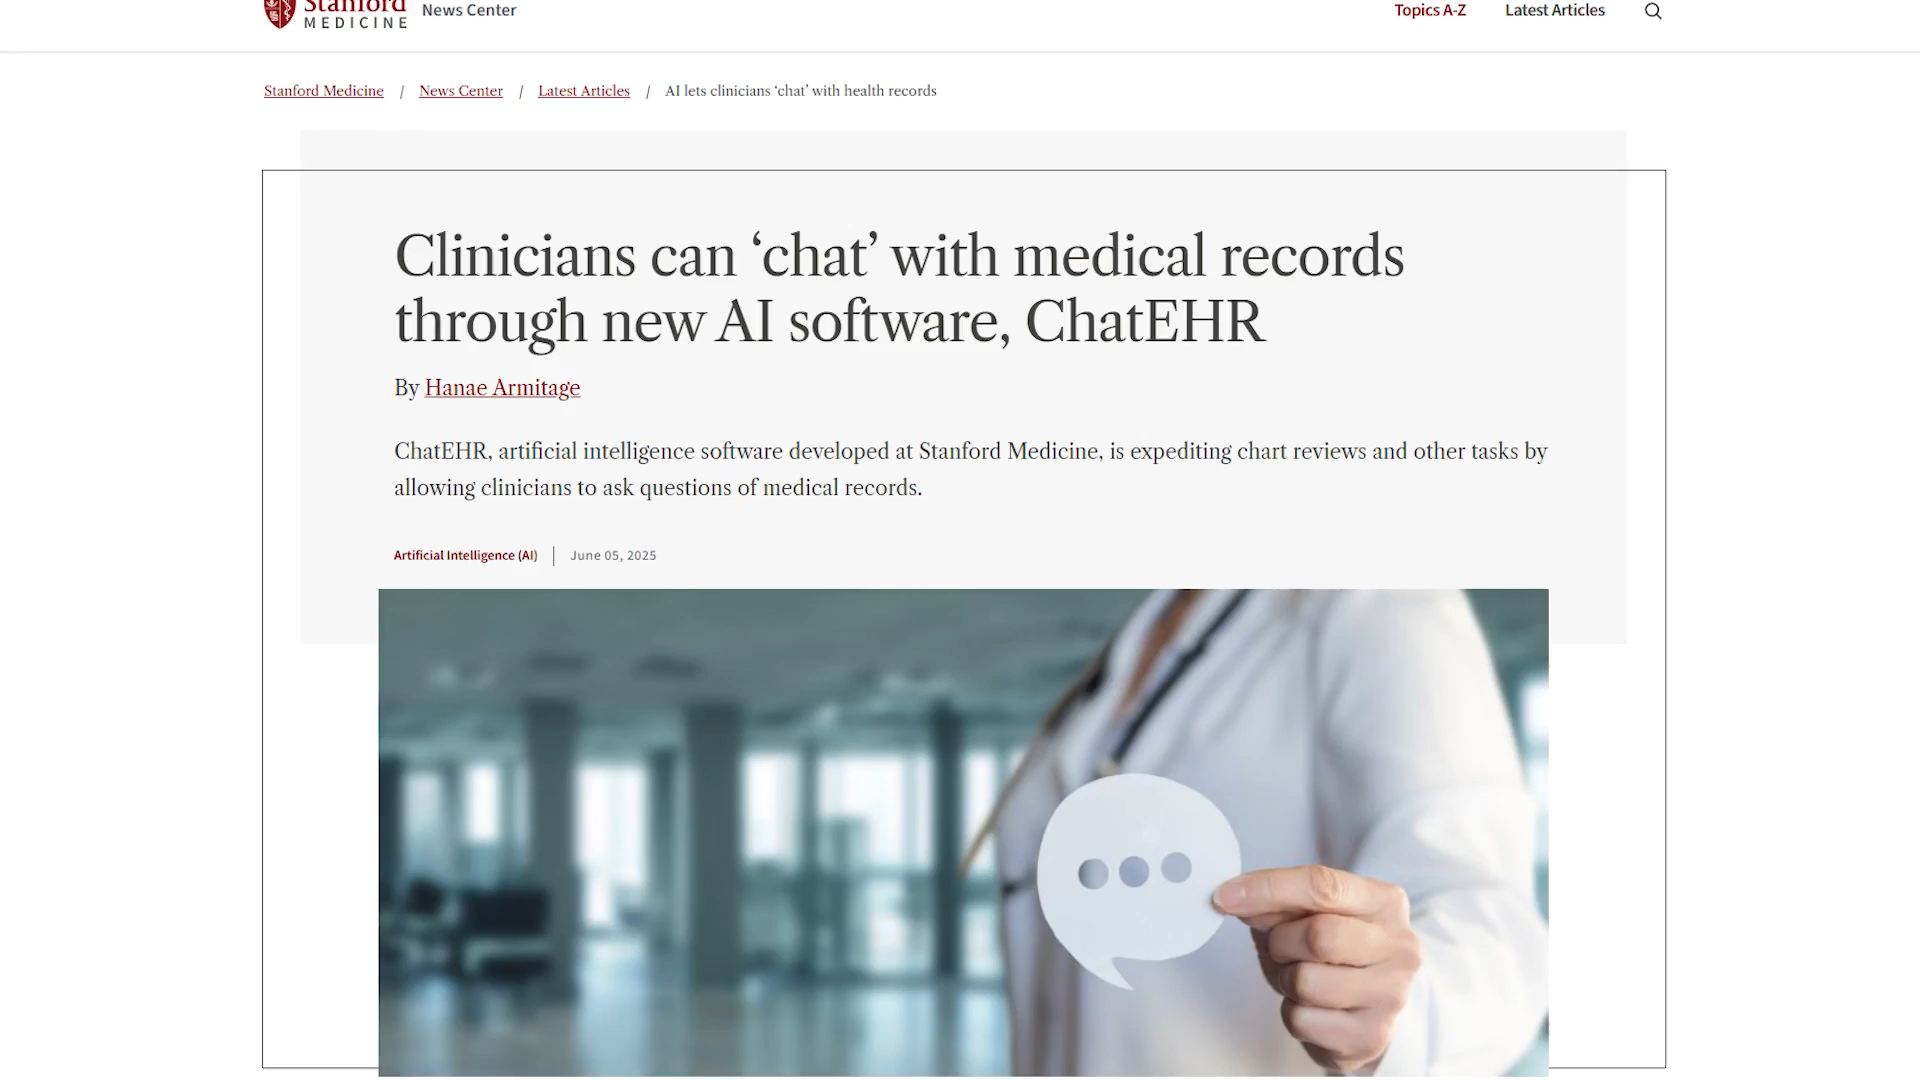 Stanford
MEDICINE
News Center
Topics A-Z
Latest Articles
Stanford Medicine / News Center / Latest Articles / AI lets clinicians ‘chat’ with health records
Clinicians can ‘chat’ with medical records
through new AI software, ChatEHR
By Hanae Armitage
ChatEHR, artificial intelligence software developed at Stanford Medicine, is expediting chart reviews and other tasks by
allowing clinicians to ask questions of medical records.
Artificial Intelligence (AI) | June 05, 2025